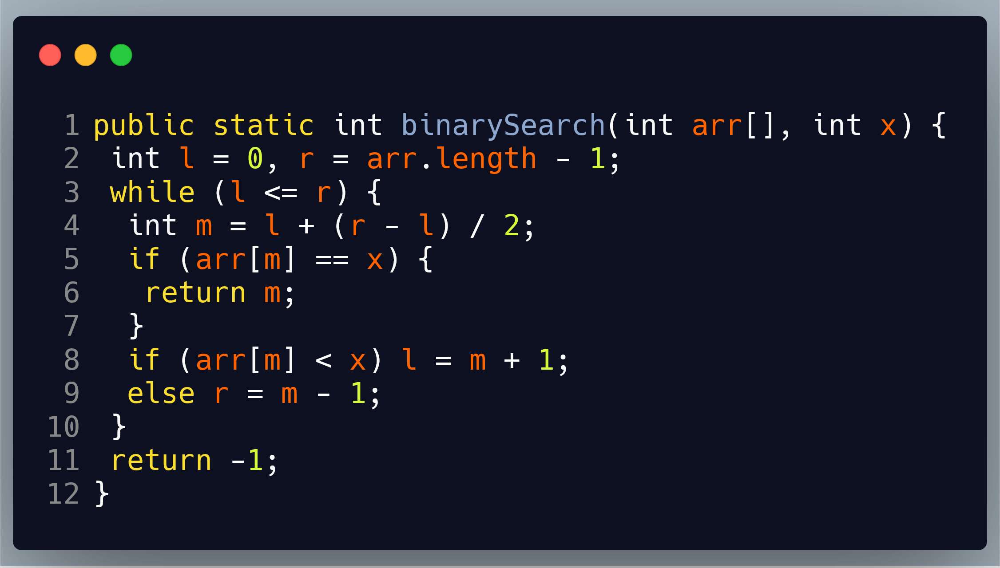 1 public static int binarySearch(int arr[], int x) {
2  int l = 0, r = arr.length - 1;
3  while (l <= r) {
4   int m = l + (r - l) / 2;
5   if (arr[m] == x) {
6    return m;
7   }
8   if (arr[m] < x) l = m + 1;
9   else r = m - 1;
10  }
11  return -1;
12 }